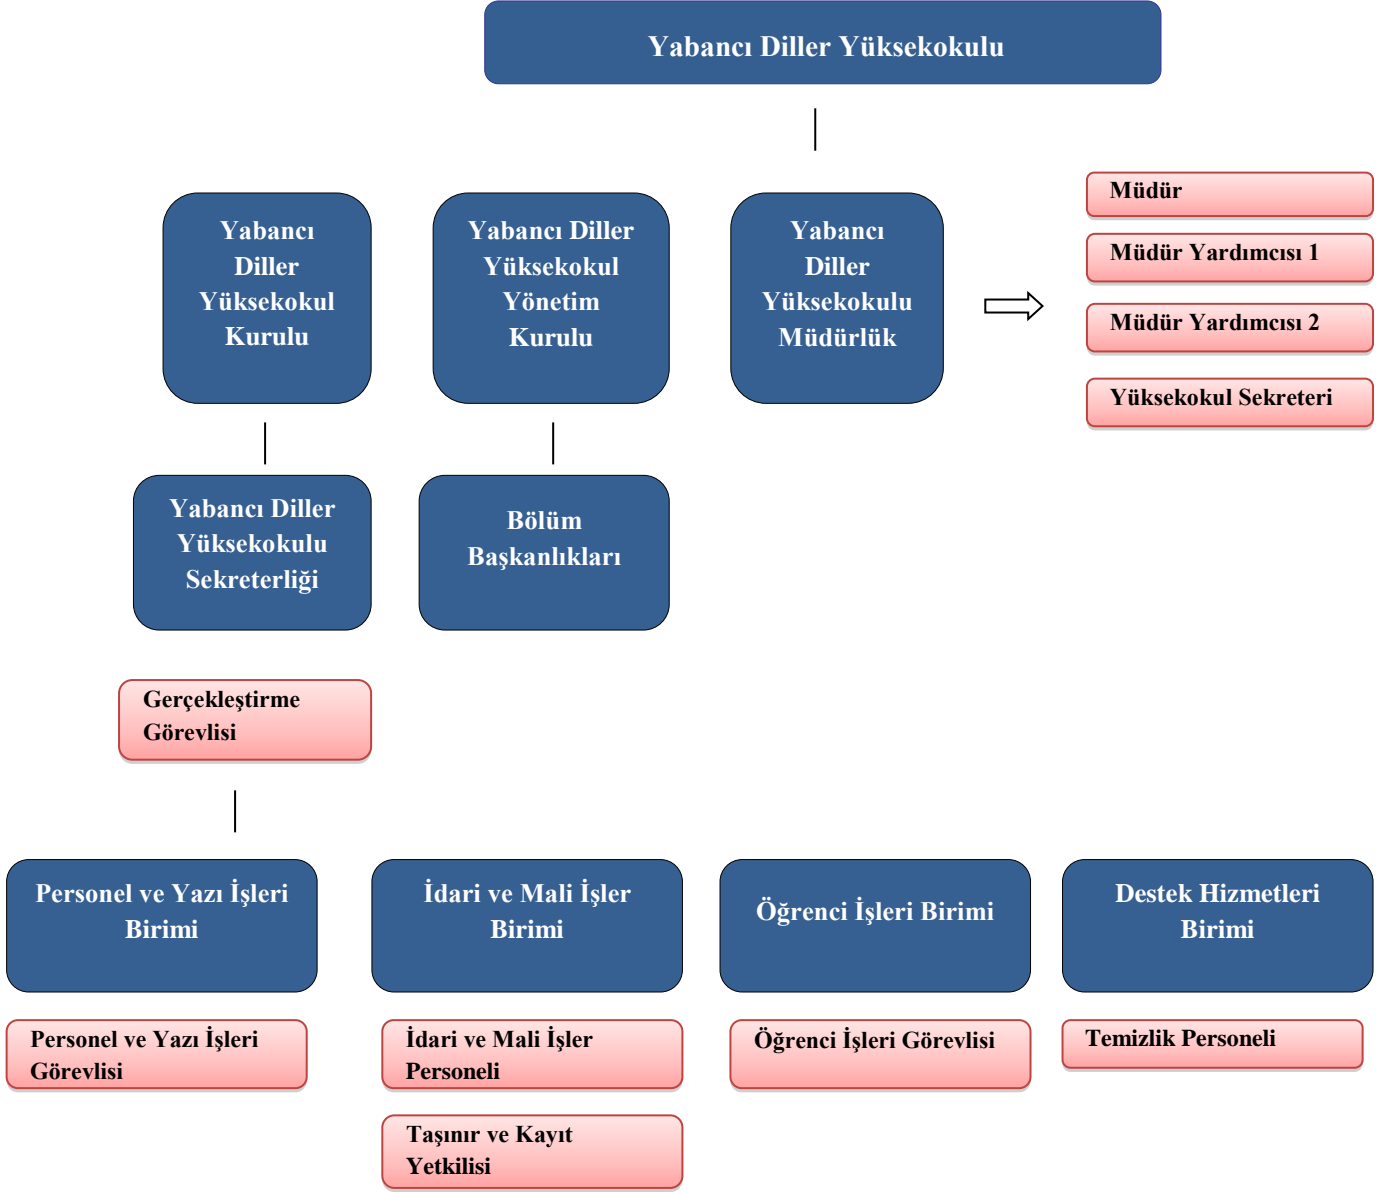 Yabancı Diller Yüksekokulu
Yabancı
Diller
Yüksekokul
Kurulu
Yabancı Diller
Yüksekokul
Yönetim
Kurulu
Yabancı
Diller
Yüksekokulu
Müdürlük
Müdür
Müdür Yardımcısı 1
Müdür Yardımcısı 2
Yüksekokul Sekreteri
Yabancı Diller
Yüksekokulu
Sekreterliği
Bölüm
Başkanlıkları
Gerçekleştirme
Görevlisi
Personel ve Yazı İşleri
Birimi
İdari ve Mali İşler
Birimi
Öğrenci İşleri Birimi
Destek Hizmetleri
Birimi
Personel ve Yazı İşleri
Görevlisi
İdari ve Mali İşler
Personeli
Öğrenci İşleri Görevlisi
Temizlik Personeli
Taşınır ve Kayıt
Yetkilisi